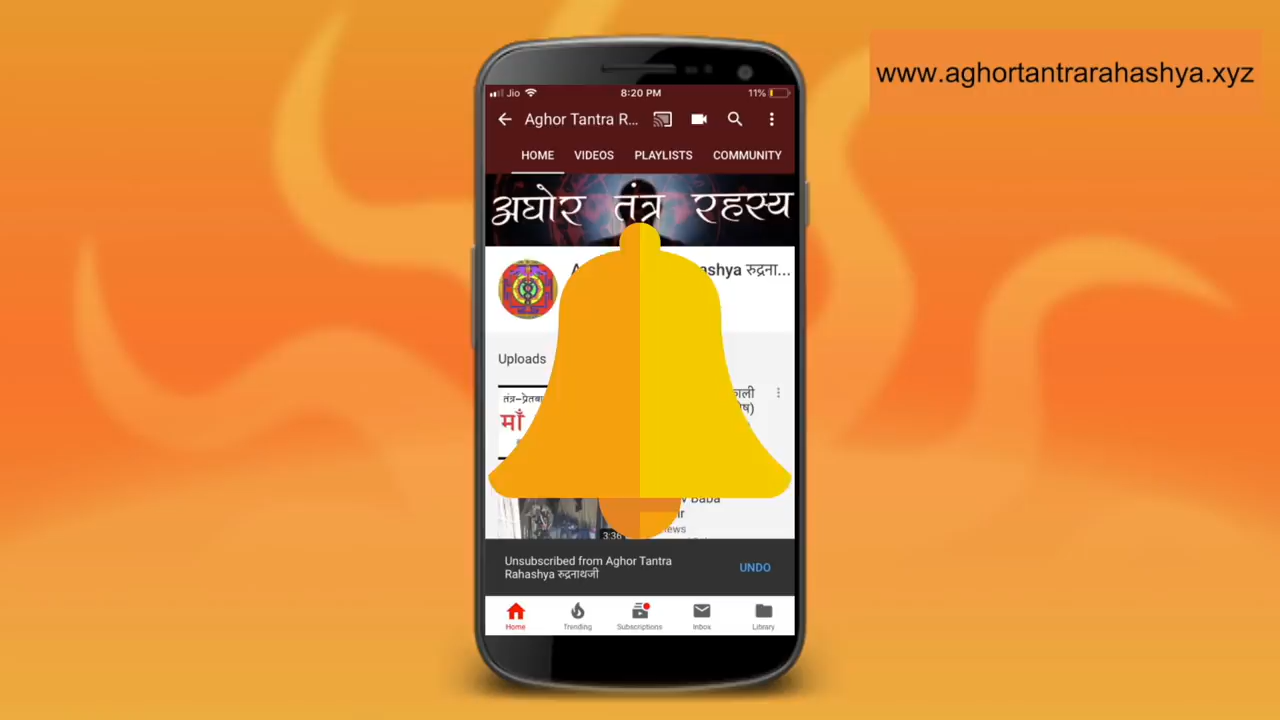 www.aghortantrarahashya.xyz
Jio 8:20 PM 11%
Aghor Tantra R...
HOME VIDEOS PLAYLISTS COMMUNITY
अघोर तंत्र रहस्य
रुद्रना...
Uploads
माँ
Baba
3:36
Unsubscribed from Aghor Tantra
Rahashya रुद्रनाथजी
UNDO
Home Trending Subscriptions Inbox Library